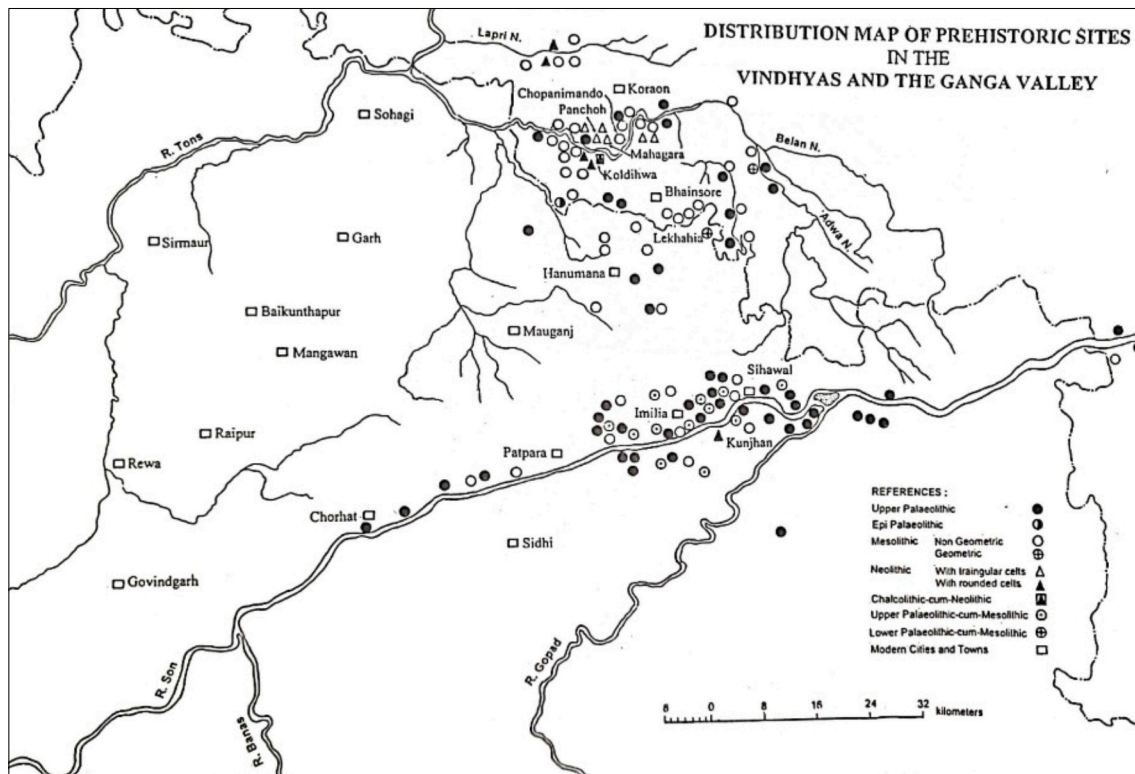 DISTRIBUTION MAP OF PREHISTORIC SITES
IN THE
VINDHYAS AND THE GANGA VALLEY
Lapri N.
Chopanimando
Koraon
Panchoh
Sohagi
R. Tons
Mahagara
Belan N.
Koldihwa
Bhainsore
Adwa N.
Sirmaur
Garh
Lekhahia
Hanumana
Baikunthapur
Mauganj
Mangawan
Sihawal
Imilia
Raipur
Kunjhan
Patpara
Rewa
Chorhat
Sidhi
Govindgarh
R. Son
R. Banas
R. Gopad
REFERENCES :
Upper Palaeolithic
Epi Palaeolithic
Mesolithic Non Geometric
Geometric
Neolithic With traingular celts
With rounded celts
Chalcolithic-cum-Neolithic
Upper Palaeolithic-cum-Mesolithic
Lower Palaeolithic-cum-Mesolithic
Modern Cities and Towns
8 0 8 16 24 32 kilometers